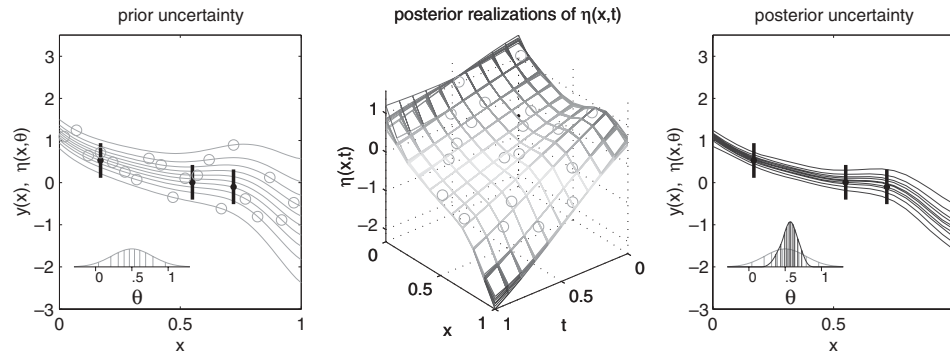 prior uncertainty
3
2
1
0
−1
−2
−3
y(x), η(x,θ)
0
.5
1
θ
0
0.5
1
x
posterior realizations of η(x,t)
1
0
−1
−2
η(x,t)
0
0.5
1
x
1
0.5
0
t
posterior uncertainty
3
2
1
0
−1
−2
−3
y(x), η(x,θ)
0
.5
1
θ
0
0.5
x